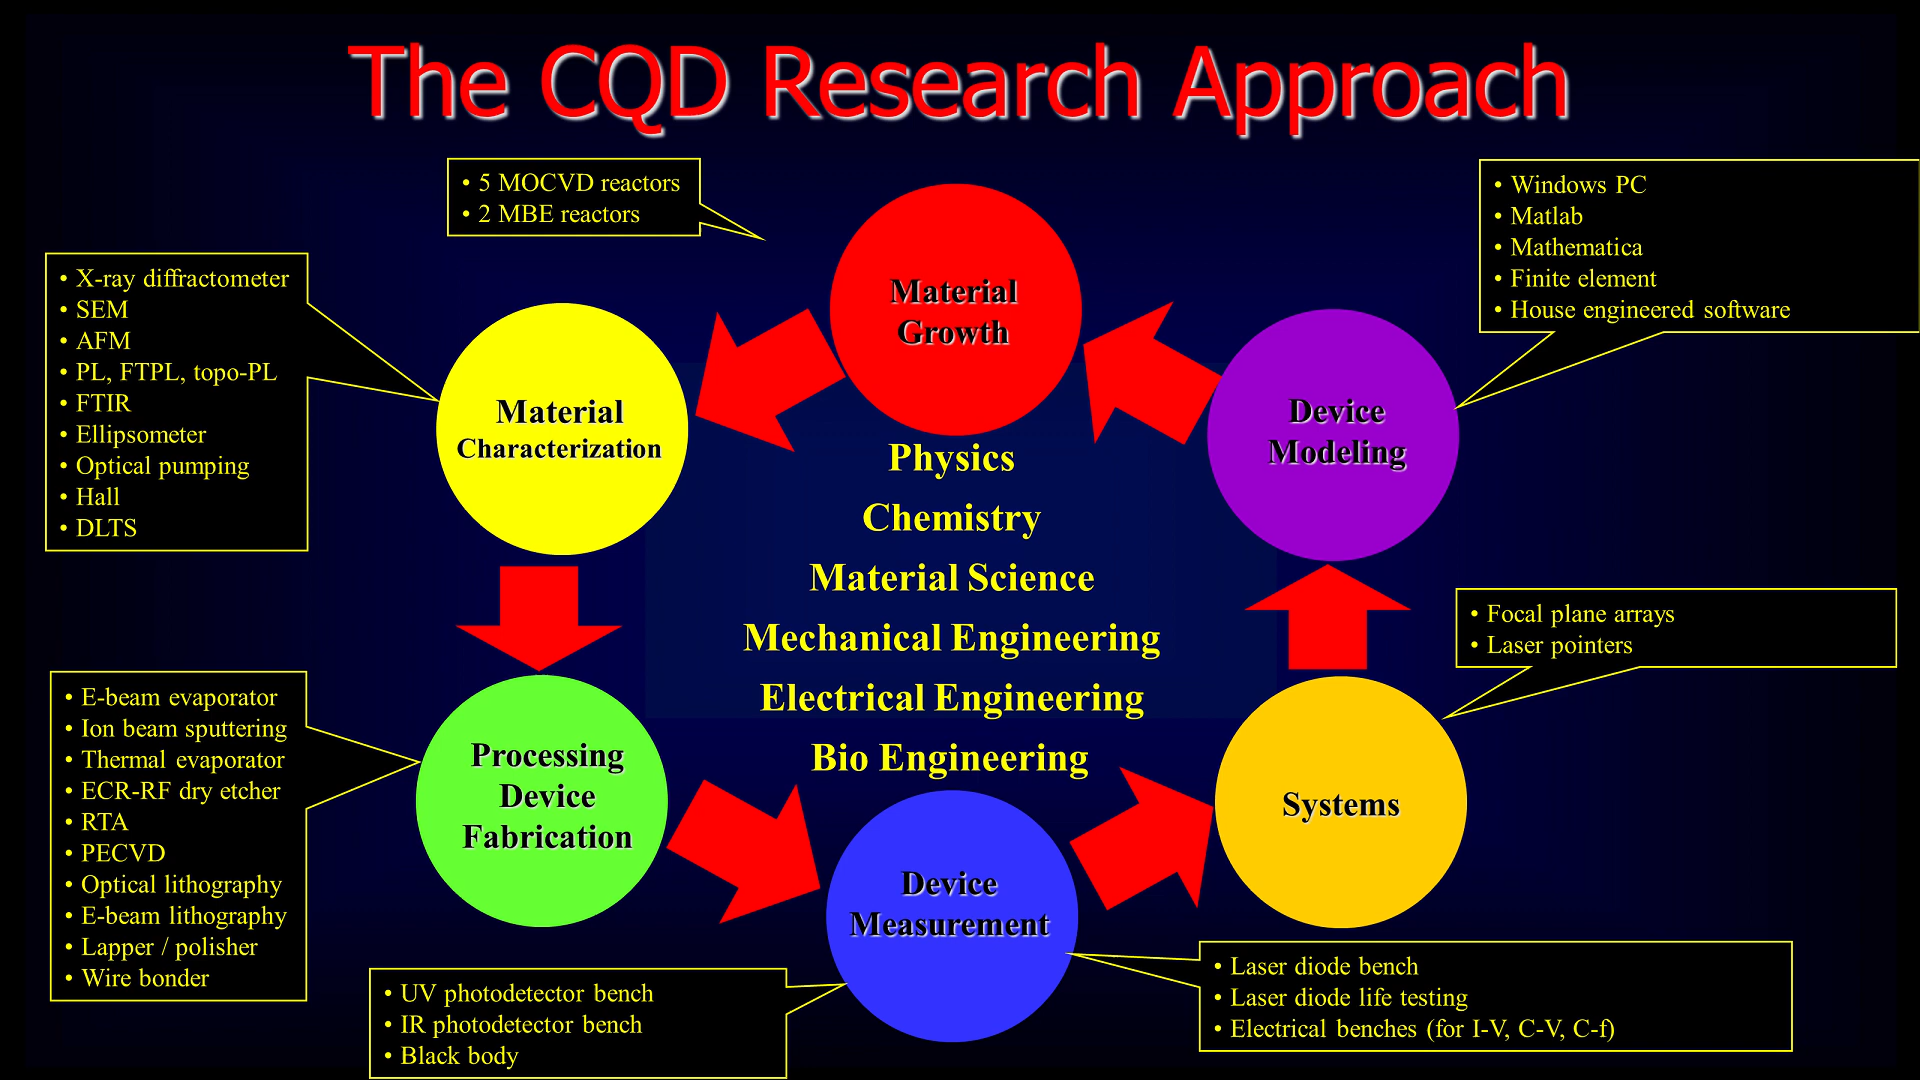 The CQD Research Approach
• 5 MOCVD reactors
• 2 MBE reactors
• Windows PC
• Matlab
• Mathematica
• Finite element
• House engineered software
• X-ray diffractometer
• SEM
• AFM
• PL, FTPL, topo-PL
• FTIR
• Ellipsometer
• Optical pumping
• Hall
• DLTS
Material
Growth
Material
Characterization
Device
Modeling
Physics
Chemistry
Material Science
Mechanical Engineering
Electrical Engineering
Bio Engineering
• Focal plane arrays
• Laser pointers
• E-beam evaporator
• Ion beam sputtering
• Thermal evaporator
• ECR-RF dry etcher
• RTA
• PECVD
• Optical lithography
• E-beam lithography
• Lapper / polisher
• Wire bonder
Processing
Device
Fabrication
Systems
Device
Measurement
• UV photodetector bench
• IR photodetector bench
• Black body
• Laser diode bench
• Laser diode life testing
• Electrical benches (for I-V, C-V, C-f)